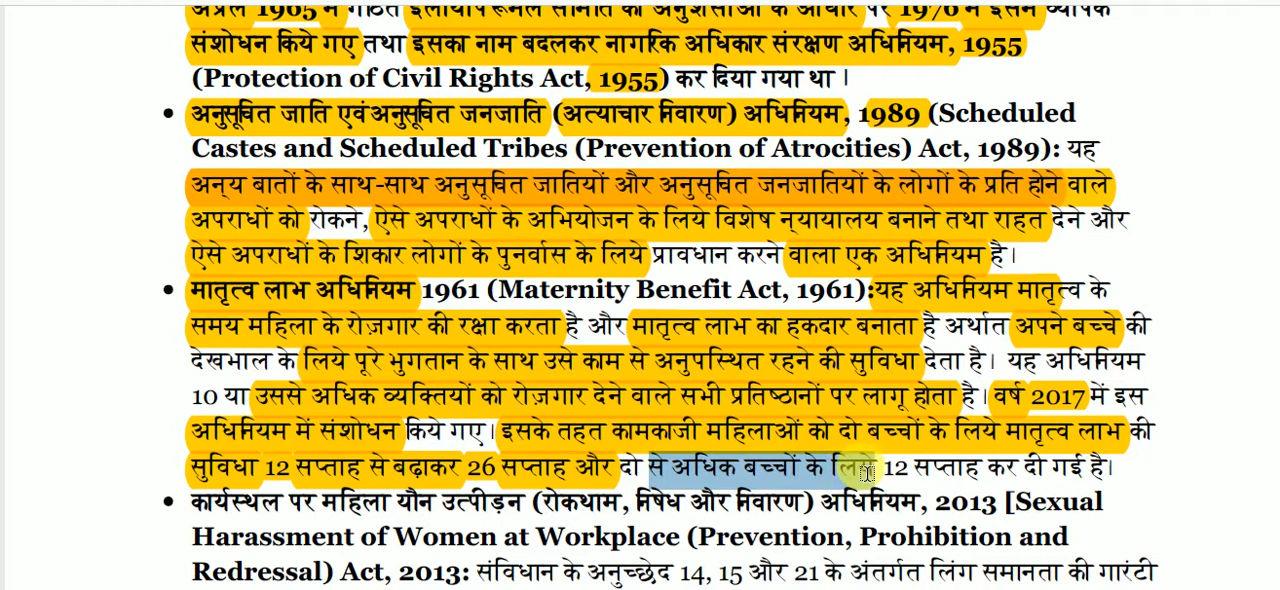 अप्रैल 1965 में गठित इलायापेरूमल समिति की अनुशंसाओं के आधार पर 1976 में इसमें व्यापक
संशोधन किये गए तथा इसका नाम बदलकर नागरिक अधिकार संरक्षण अधिनियम, 1955
(Protection of Civil Rights Act, 1955) कर दिया गया था।
• अनुसूचित जाति एवं अनुसूचित जनजाति (अत्याचार निवारण) अधिनियम, 1989 (Scheduled
Castes and Scheduled Tribes (Prevention of Atrocities) Act, 1989): यह
अन्य बातों के साथ-साथ अनुसूचित जातियों और अनुसूचित जनजातियों के लोगों के प्रति होने वाले
अपराधों को रोकने, ऐसे अपराधों के अभियोजन के लिये विशेष न्यायालय बनाने तथा राहत देने और
ऐसे अपराधों के शिकार लोगों के पुनर्वास के लिये प्रावधान करने वाला एक अधिनियम है।
• मातृत्व लाभ अधिनियम 1961 (Maternity Benefit Act, 1961):यह अधिनियम मातृत्व के
समय महिला के रोज़गार की रक्षा करता है और मातृत्व लाभ का हकदार बनाता है अर्थात अपने बच्चे की
देखभाल के लिये पूरे भुगतान के साथ उसे काम से अनुपस्थित रहने की सुविधा देता है। यह अधिनियम
10 या उससे अधिक व्यक्तियों को रोज़गार देने वाले सभी प्रतिष्ठानों पर लागू होता है। वर्ष 2017 में इस
अधिनियम में संशोधन किये गए। इसके तहत कामकाजी महिलाओं को दो बच्चों के लिये मातृत्व लाभ की
सुविधा 12 सप्ताह से बढ़ाकर 26 सप्ताह और दो से अधिक बच्चों के लिये 12 सप्ताह कर दी गई है।
• कार्यस्थल पर महिला यौन उत्पीड़न (रोकथाम, निषेध और निवारण) अधिनियम, 2013 [Sexual
Harassment of Women at Workplace (Prevention, Prohibition and
Redressal) Act, 2013: संविधान के अनुच्छेद 14, 15 और 21 के अंतर्गत लिंग समानता की गारंटी